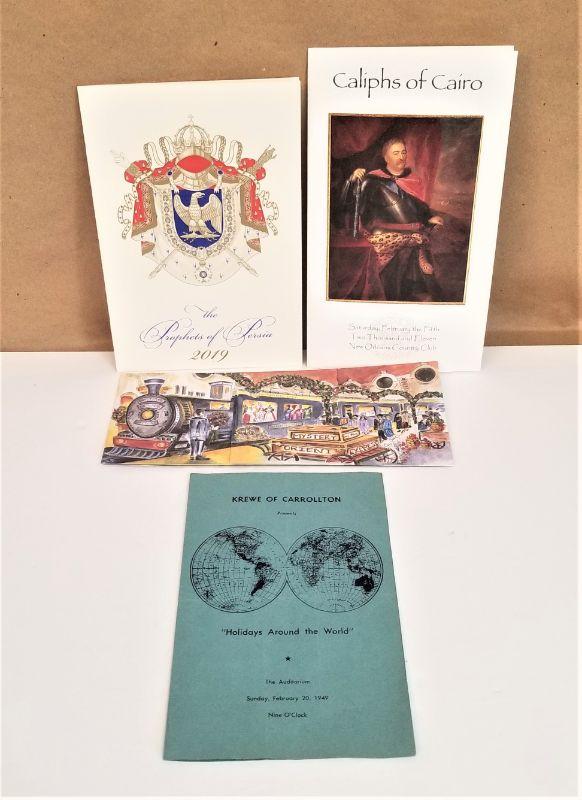 Caliphs of Cairo
Saturday, February the Fifth
Two Thousand and Eleven
New Orleans Country Club
the
Prophets of Persia
2019
MYSTERY
ORIENT
KREWE OF CARROLLTON
Presents
"Holidays Around the World"
The Auditorium
Sunday, February 20, 1949
Nine O'Clock